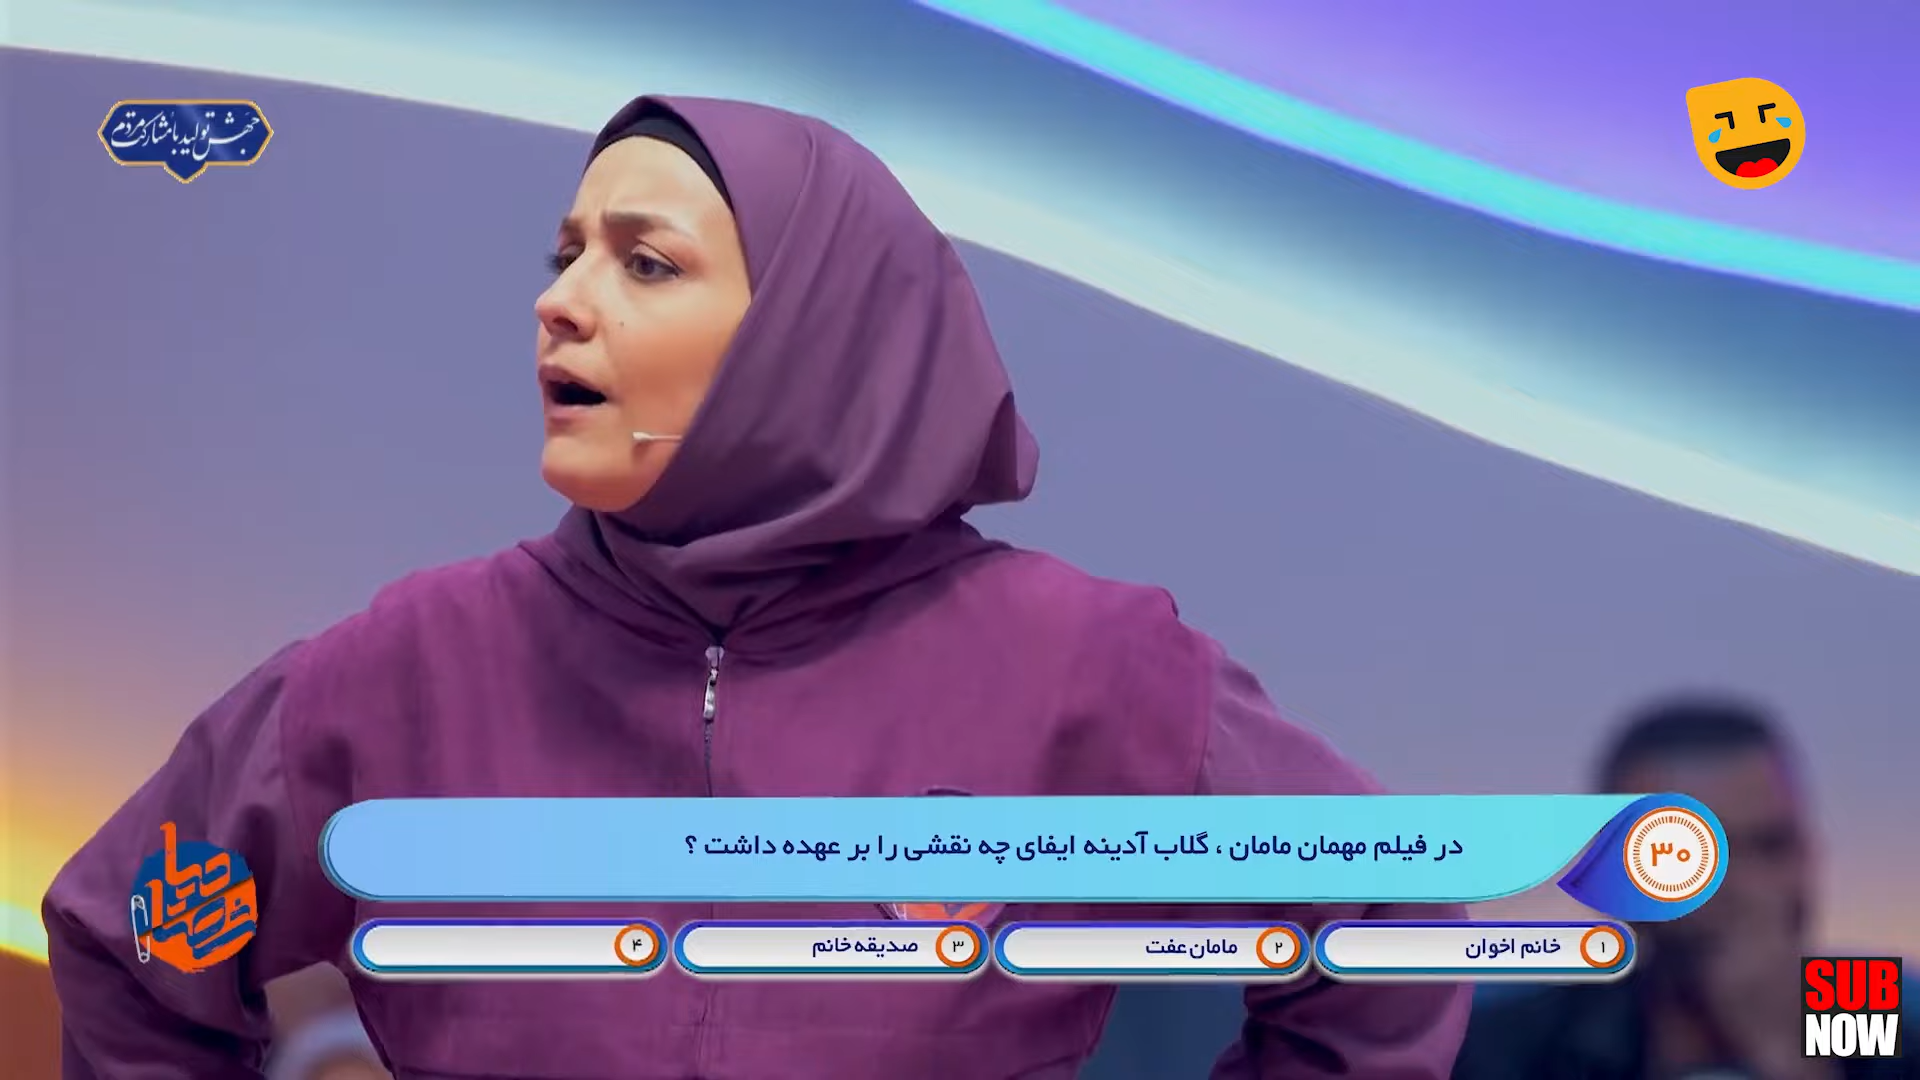 جهش تولید با مشارکت مردم
در فیلم مهمان مامان ، گلاب آدینه ایفای چه نقشی را بر عهده داشت ؟
۳۰
۱ خانم اخوان
۲ مامان عفت
۳ صدیقه خانم
۴
SUB
NOW